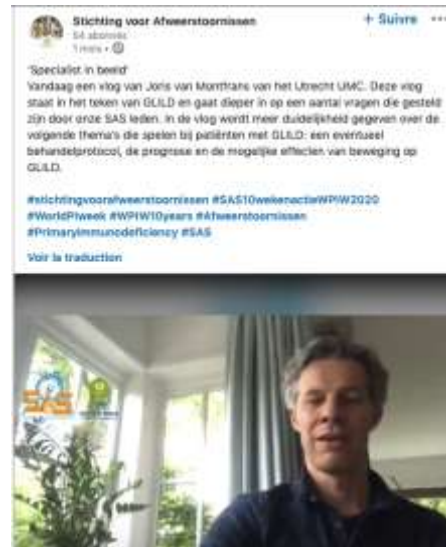 Stichting voor Afweerstoornissen
+ Suivre
54 abonnés
1 mois
'Specialist in beeld'
Vandaag een vlog van Joris van Montfrans van het Utrecht UMC. Deze vlog
staat in het teken van GLILD en gaat dieper in op een aantal vragen die gesteld
zijn door onze SAS leden. In de vlog wordt meer duidelijkheid gegeven over de
volgende thema's die spelen bij patiënten met GLILD: een eventueel
behandelprotocol, de prognose en de mogelijke effecten van beweging op
GLILD.
#stichtingvoorafweerstoornissen #SAS10wekenactieWPIW2020
#WorldPIweek #WPIW10years #Afweerstoornissen
#PrimaryImmunodeficiency #SAS
Voir la traduction
SAS